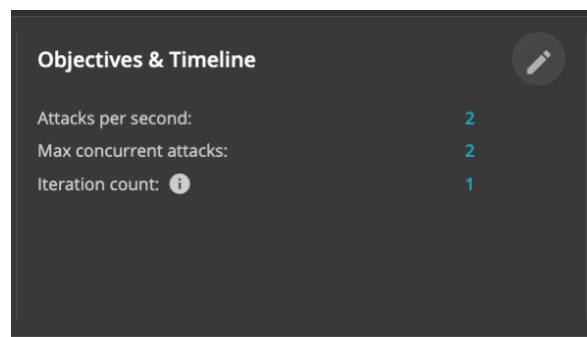 Objectives & Timeline
Attacks per second: 2
Max concurrent attacks: 2
Iteration count: i 1